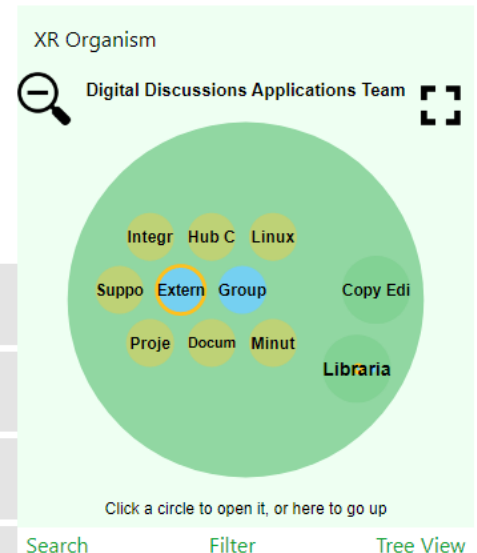 XR Organism
Digital Discussions Applications Team
Integr Hub C Linux
Suppo Extern Group Copy Edi
Proje Docum Minut
Libraria
Click a circle to open it, or here to go up
Search Filter Tree View